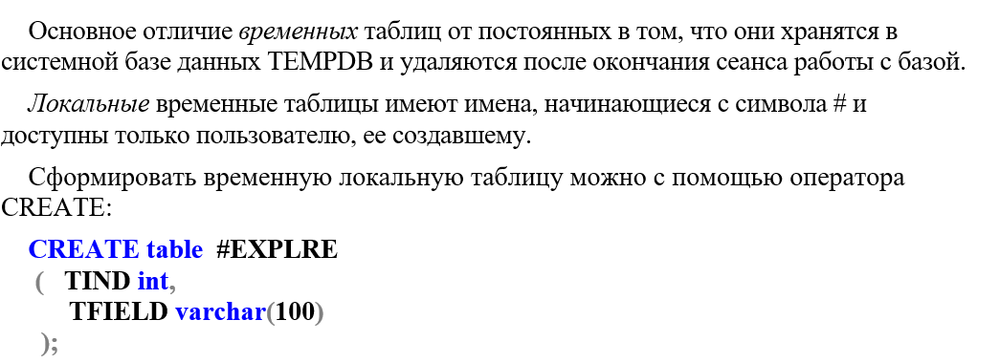 Основное отличие временных таблиц от постоянных в том, что они хранятся в
системной базе данных TEMPDB и удаляются после окончания сеанса работы с базой.
Локальные временные таблицы имеют имена, начинающиеся с символа # и
доступны только пользователю, ее создавшему.
Сформировать временную локальную таблицу можно с помощью оператора
CREATE:
CREATE table #EXPLRE
( TIND int,
TFIELD varchar(100)
);